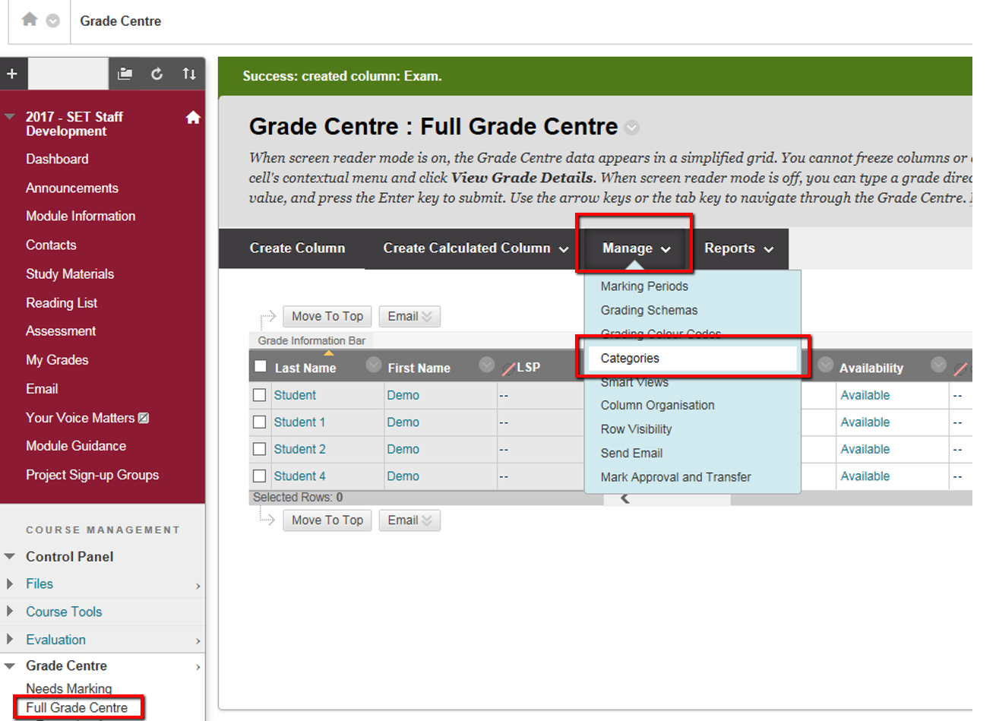 Grade Centre
2017 - SET Staff
Development
Dashboard
Announcements
Module Information
Contacts
Study Materials
Reading List
Assessment
My Grades
Email
Your Voice Matters
Module Guidance
Project Sign-up Groups
COURSE MANAGEMENT
Control Panel
Files
Course Tools
Evaluation
Grade Centre
Needs Marking
Full Grade Centre
Success: created column: Exam.
Grade Centre : Full Grade Centre
When screen reader mode is on, the Grade Centre data appears in a simplified grid. You cannot freeze columns or
cell's contextual menu and click View Grade Details. When screen reader mode is off, you can type a grade direc
value, and press the Enter key to submit. Use the arrow keys or the tab key to navigate through the Grade Centre.
Create Column Create Calculated Column Manage Reports
Marking Periods
Grading Schemas
Grading Colour Codes
Categories
Smart Views
Column Organisation
Row Visibility
Send Email
Mark Approval and Transfer
Move To Top Email
Grade Information Bar
Last Name First Name LSP Availability
Student Demo -- Available --
Student 1 Demo -- Available --
Student 2 Demo -- Available --
Student 4 Demo -- Available --
Selected Rows: 0
Move To Top Email